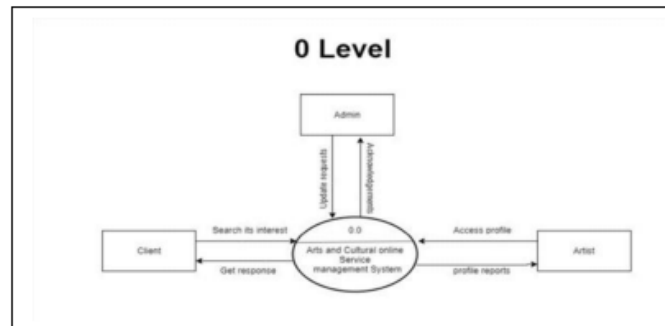 0 Level
Admin
Update requests
Acknowledgements
Search its interest
0.0
Access profile
Client
Arts and Cultural online
Service
management System
Artist
Get response
profile reports